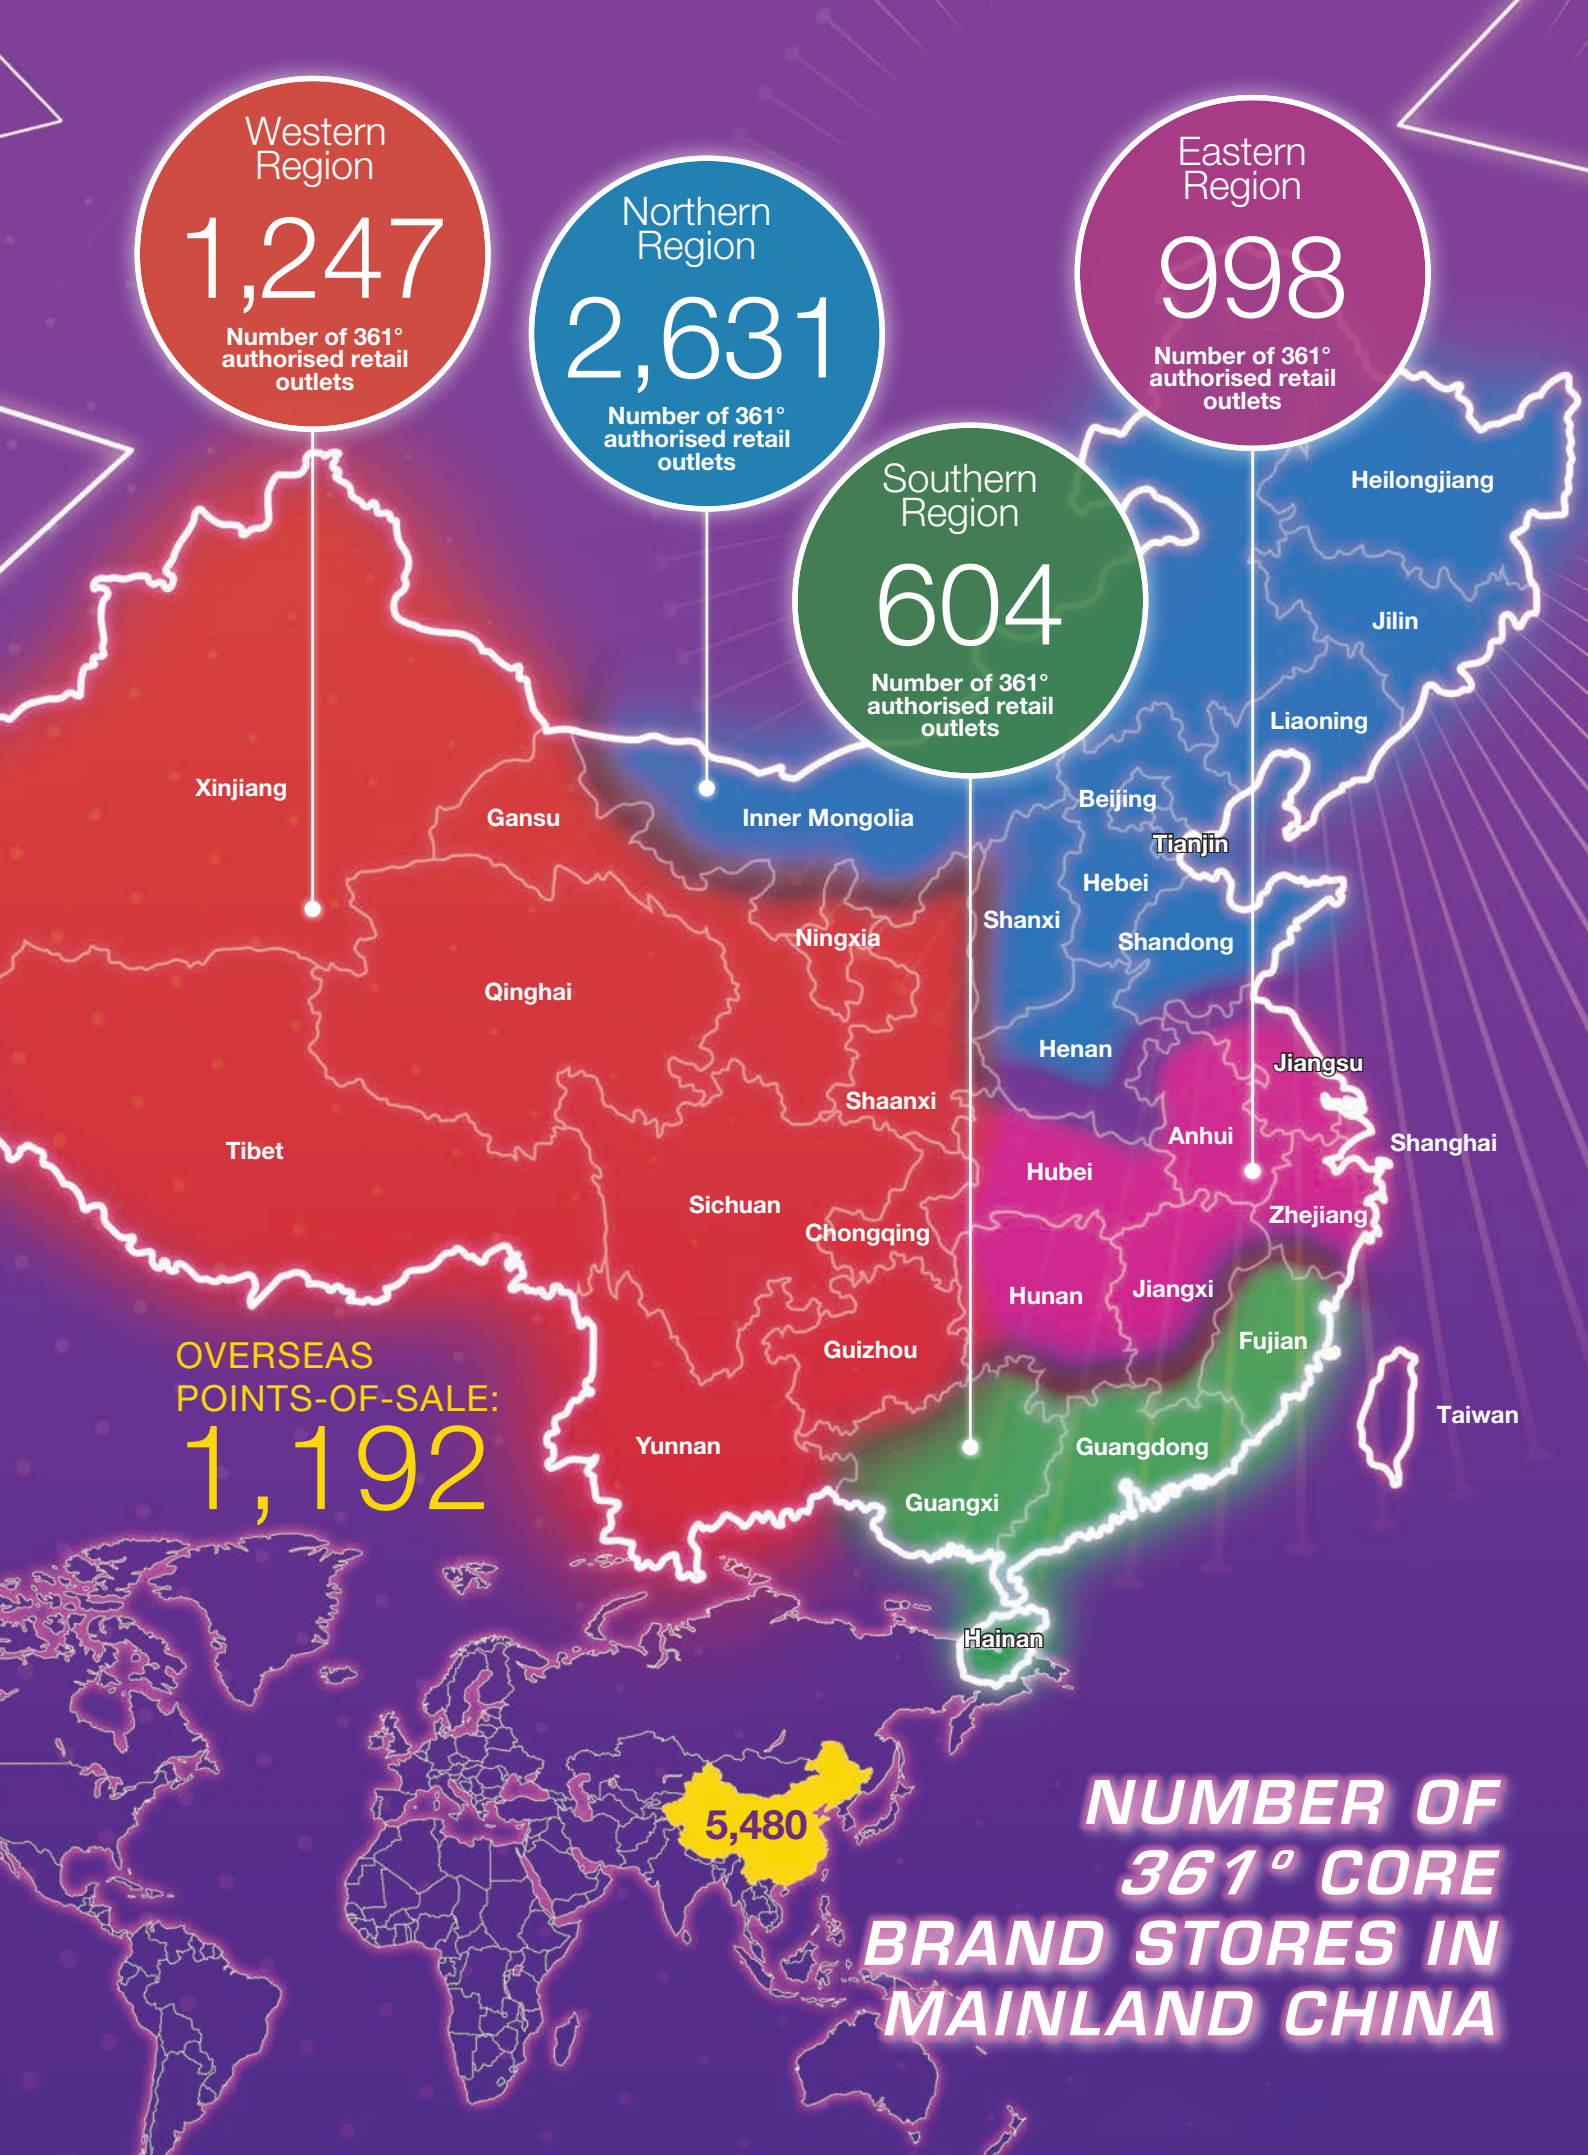 Western
Region
1,247
Number of 361°
authorised retail
outlets
Northern
Region
2,631
Number of 361°
authorised retail
outlets
Eastern
Region
998
Number of 361°
authorised retail
outlets
Southern
Region
604
Number of 361°
authorised retail
outlets
Heilongjiang
Jilin
Liaoning
Xinjiang
Gansu
Inner Mongolia
Beijing
Tianjin
Hebei
Shanxi
Shandong
Ningxia
Qinghai
Henan
Jiangsu
Shaanxi
Anhui
Shanghai
Tibet
Hubei
Sichuan
Zhejiang
Chongqing
Hunan
Jiangxi
Guizhou
Fujian
Taiwan
Yunnan
Guangdong
Guangxi
Hainan
OVERSEAS
POINTS-OF-SALE:
1,192
5,480
NUMBER OF
361° CORE
BRAND STORES IN
MAINLAND CHINA